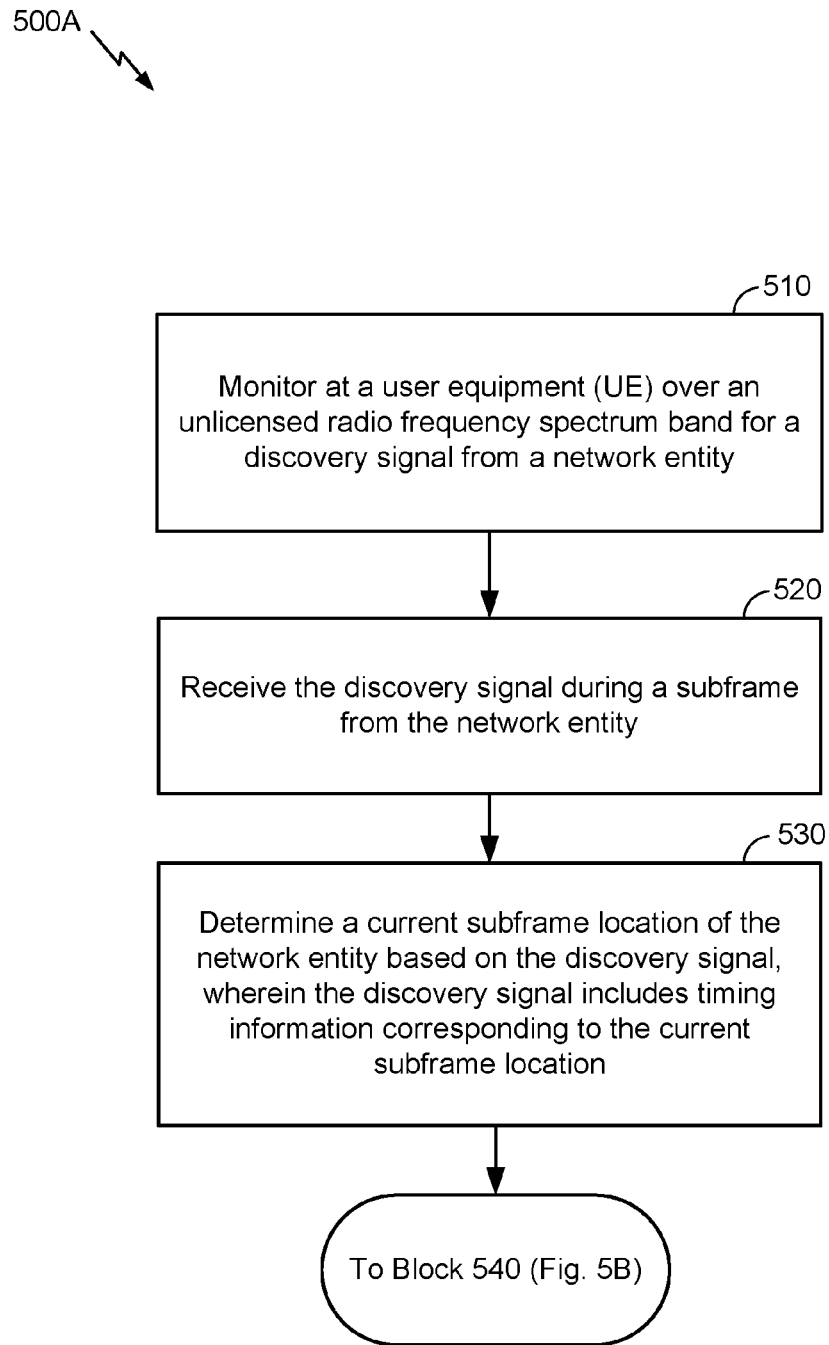 500A
510
Monitor at a user equipment (UE) over an
unlicensed radio frequency spectrum band for a
discovery signal from a network entity
520
Receive the discovery signal during a subframe
from the network entity
530
Determine a current subframe location of the
network entity based on the discovery signal,
wherein the discovery signal includes timing
information corresponding to the current
subframe location
To Block 540 (Fig. 5B)